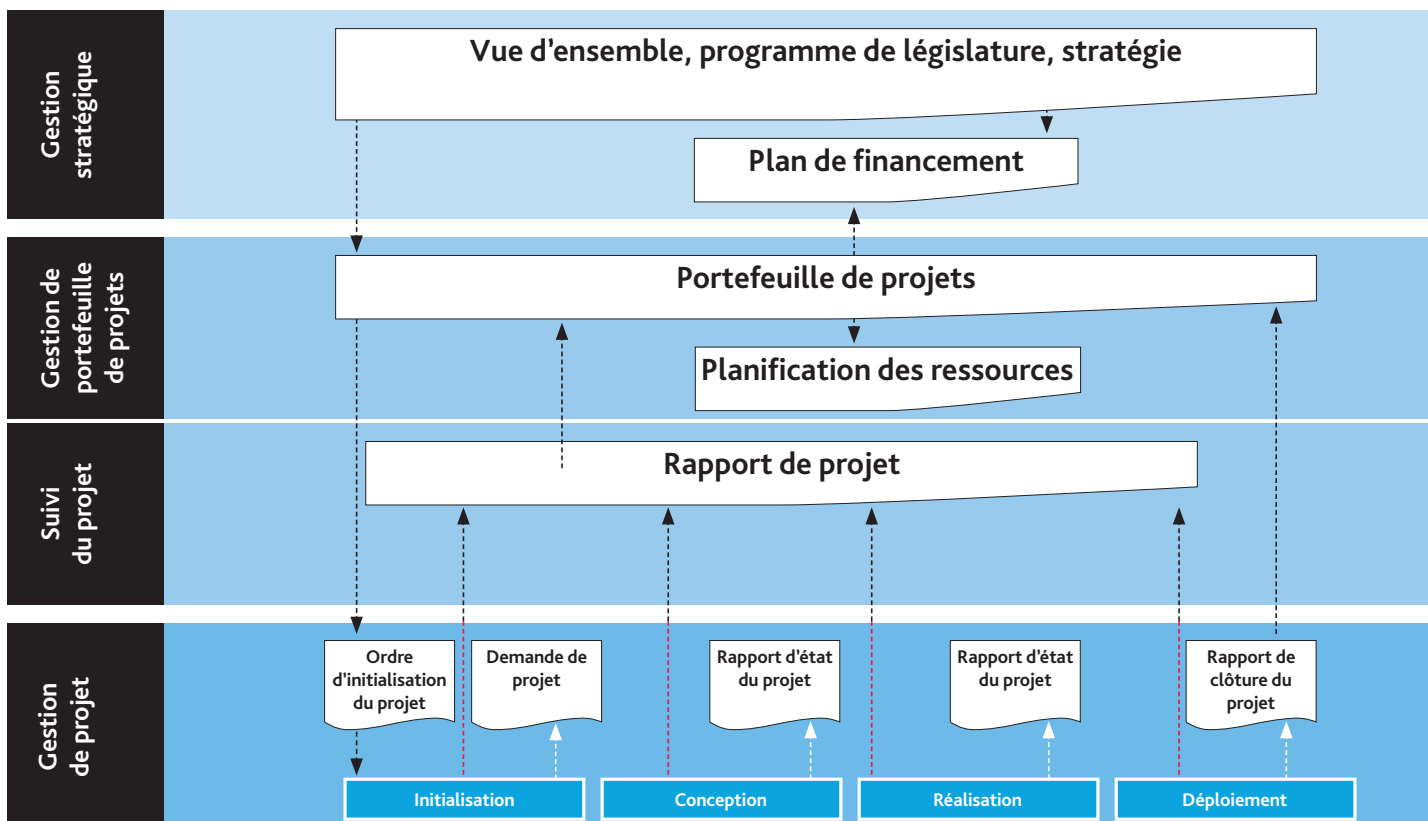 Gestion
stratégique
Vue d'ensemble, programme de législature, stratégie
Plan de financement
Gestion de
portefeuille
de projets
Portefeuille de projets
Planification des ressources
Suivi
du projet
Rapport de projet
Gestion
de projet
Ordre
d'initialisation
du projet
Demande de
projet
Rapport d'état
du projet
Rapport d'état
du projet
Rapport de
clôture du
projet
Initialisation
Conception
Réalisation
Déploiement